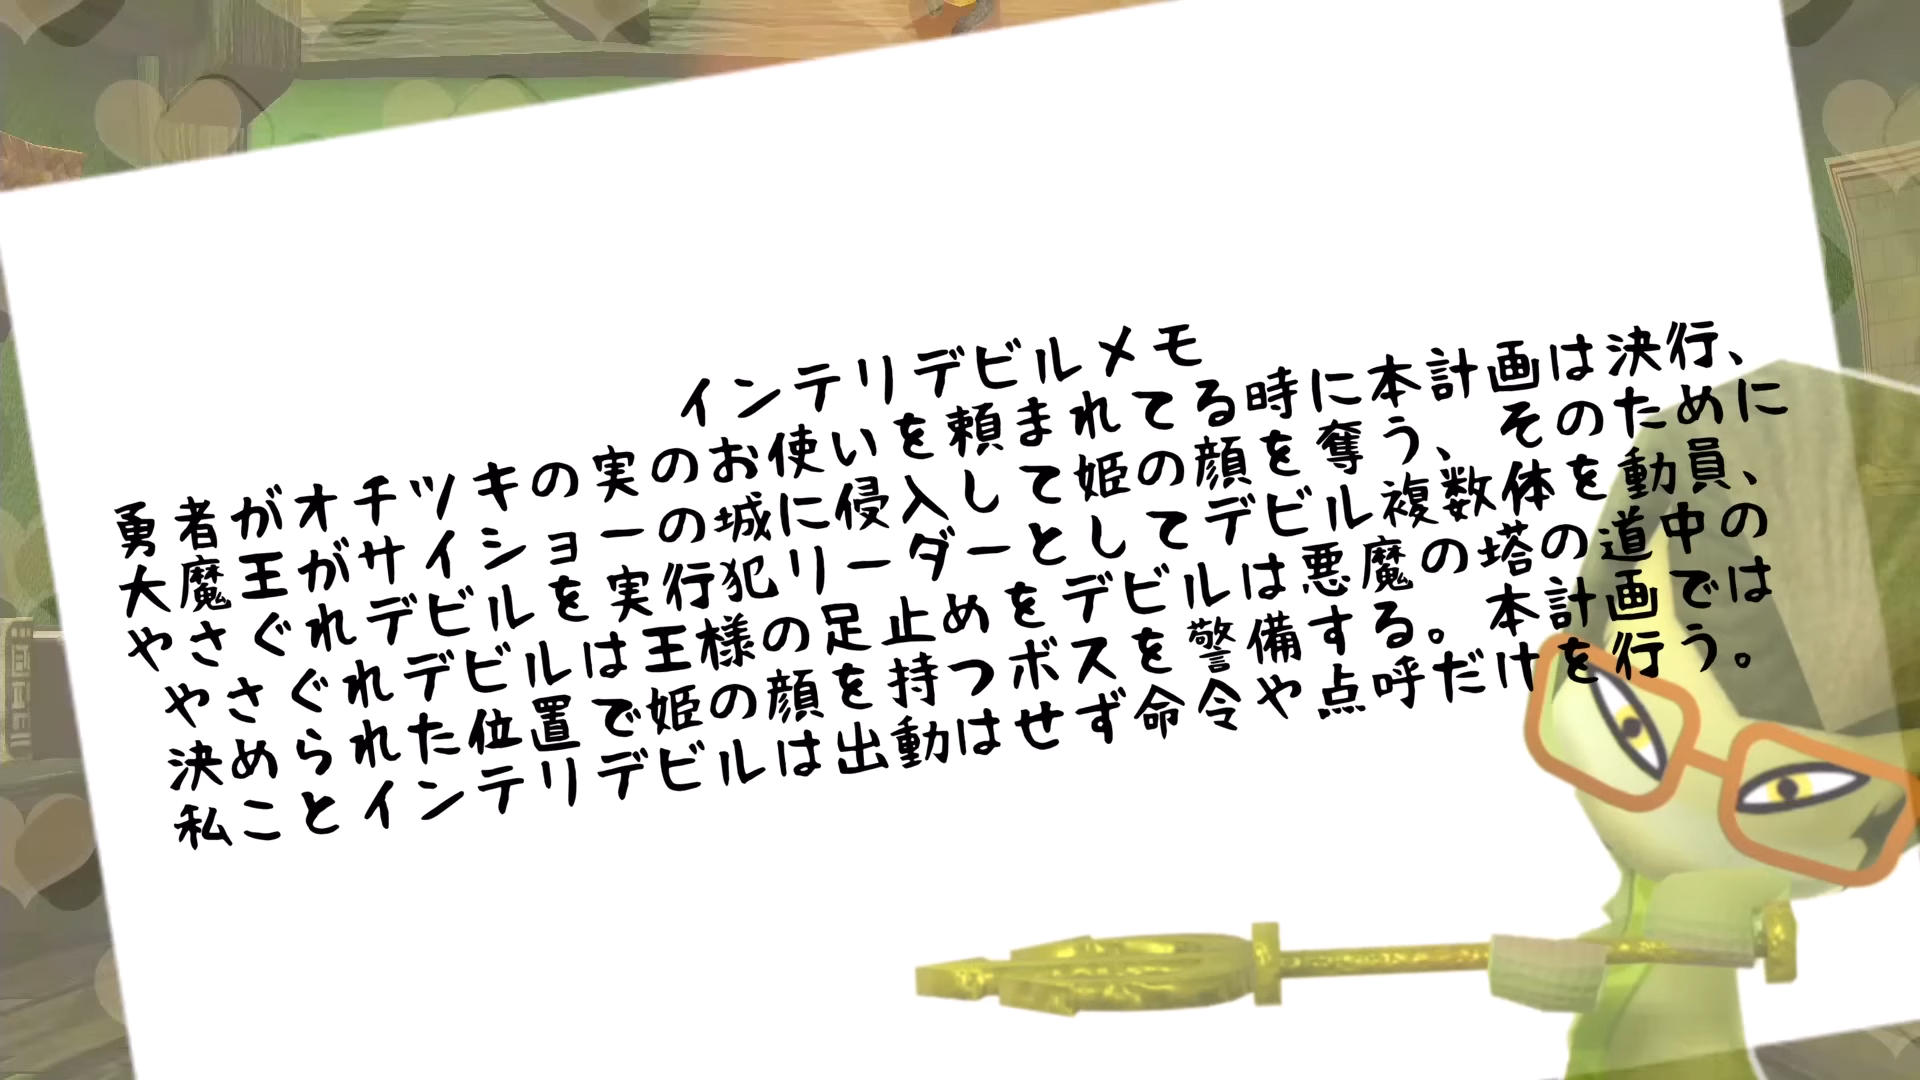 インテリデビルメモ
勇者がオチツキの実のお使いを頼まれてる時に本計画は決行、
大魔王がサイショーの城に侵入して姫の顔を奪う、そのために
やさぐれデビルを実行犯リーダーとしてデビル複数体を動員、
やさぐれデビルは王様の足止めをデビルは悪魔の塔の道中の
決められた位置で姫の顔を持つボスを警備する。本計画では
私ことインテリデビルは出動はせず命令や点呼だけを行う。